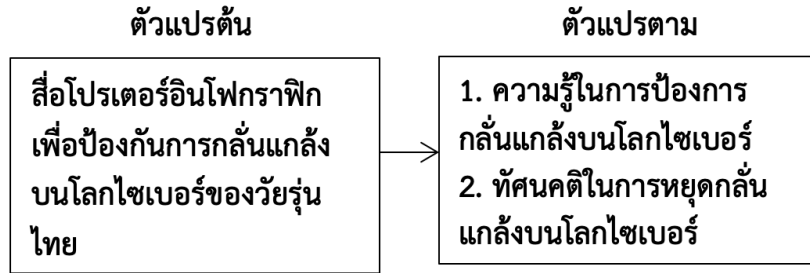 ตัวแปรต้น
ตัวแปรตาม
สื่อโปรเตอร์อินโฟกราฟิก
เพื่อป้องกันการกลั่นแกล้ง
บนโลกไซเบอร์ของวัยรุ่น
ไทย
1. ความรู้ในการป้องการ
กลั่นแกล้งบนโลกไซเบอร์
2. ทัศนคติในการหยุดกลั่น
แกล้งบนโลกไซเบอร์